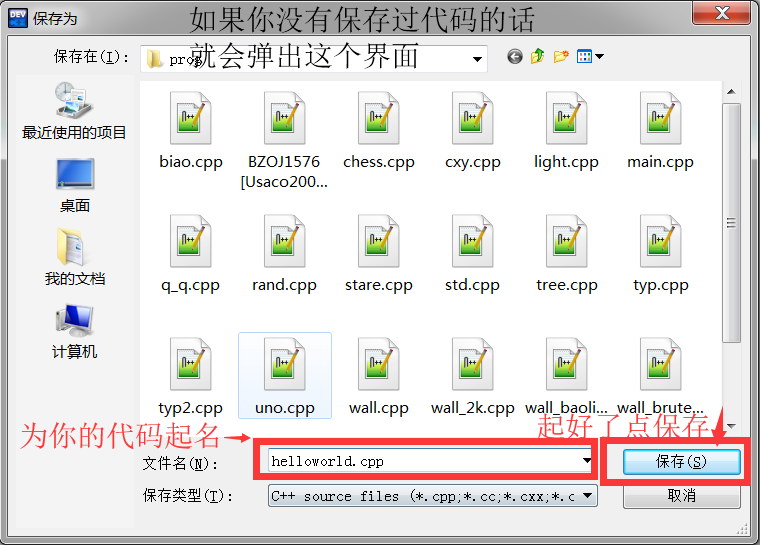 DEV
保存为
如果你没有保存过代码的话
保存在(I):
就会弹出这个界面
最近使用的项目
桌面
我的文档
计算机
biao.cpp
BZOJ1576
[Usaco200...
chess.cpp
cxy.cpp
light.cpp
main.cpp
q_q.cpp
rand.cpp
stare.cpp
std.cpp
tree.cpp
typ.cpp
typ2.cpp
uno.cpp
wall.cpp
wall_2k.cpp
wall_baoli...
wall_brute...
为你的代码起名→
起好了点保存
文件名(N):
helloworld.cpp
保存(S)
保存类型(T):
C++ source files (*.cpp;*.cc;*.cxx;*.c
取消